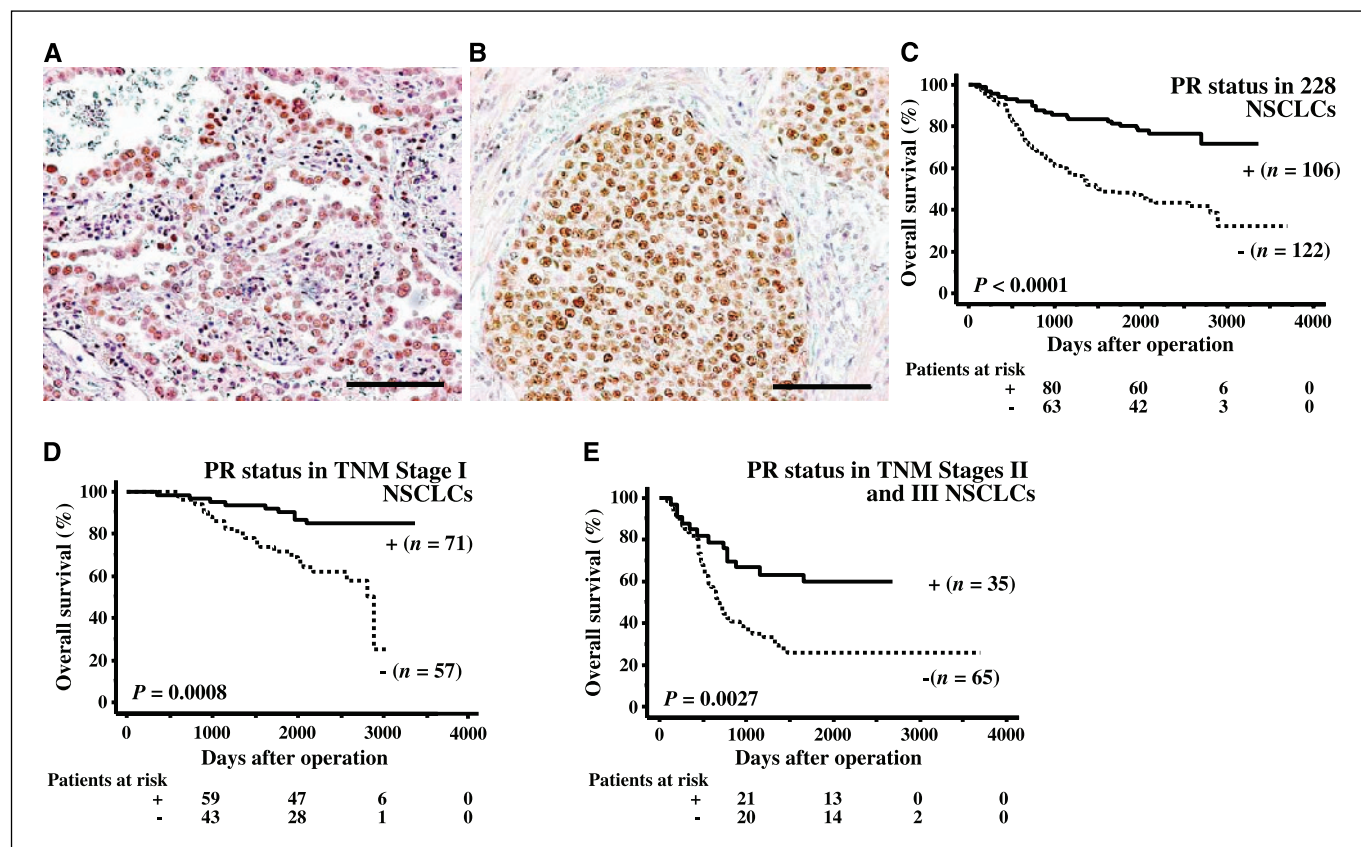 A
B
C
PR status in 228
NSCLCs
Overall survival (%)
100
80
60
40
20
0
+ (n = 106)
- (n = 122)
P < 0.0001
0 1000 2000 3000 4000
Days after operation
Patients at risk
+ 80 60 6 0
- 63 42 3 0
D
PR status in TNM Stage I
NSCLCs
Overall survival (%)
100
80
60
40
20
0
+ (n = 71)
- (n = 57)
P = 0.0008
0 1000 2000 3000 4000
Days after operation
Patients at risk
+ 59 47 6 0
- 43 28 1 0
E
PR status in TNM Stages II
and III NSCLCs
Overall survival (%)
100
80
60
40
20
0
+ (n = 35)
-(n = 65)
P = 0.0027
0 1000 2000 3000 4000
Days after operation
Patients at risk
+ 21 13 0 0
- 20 14 2 0